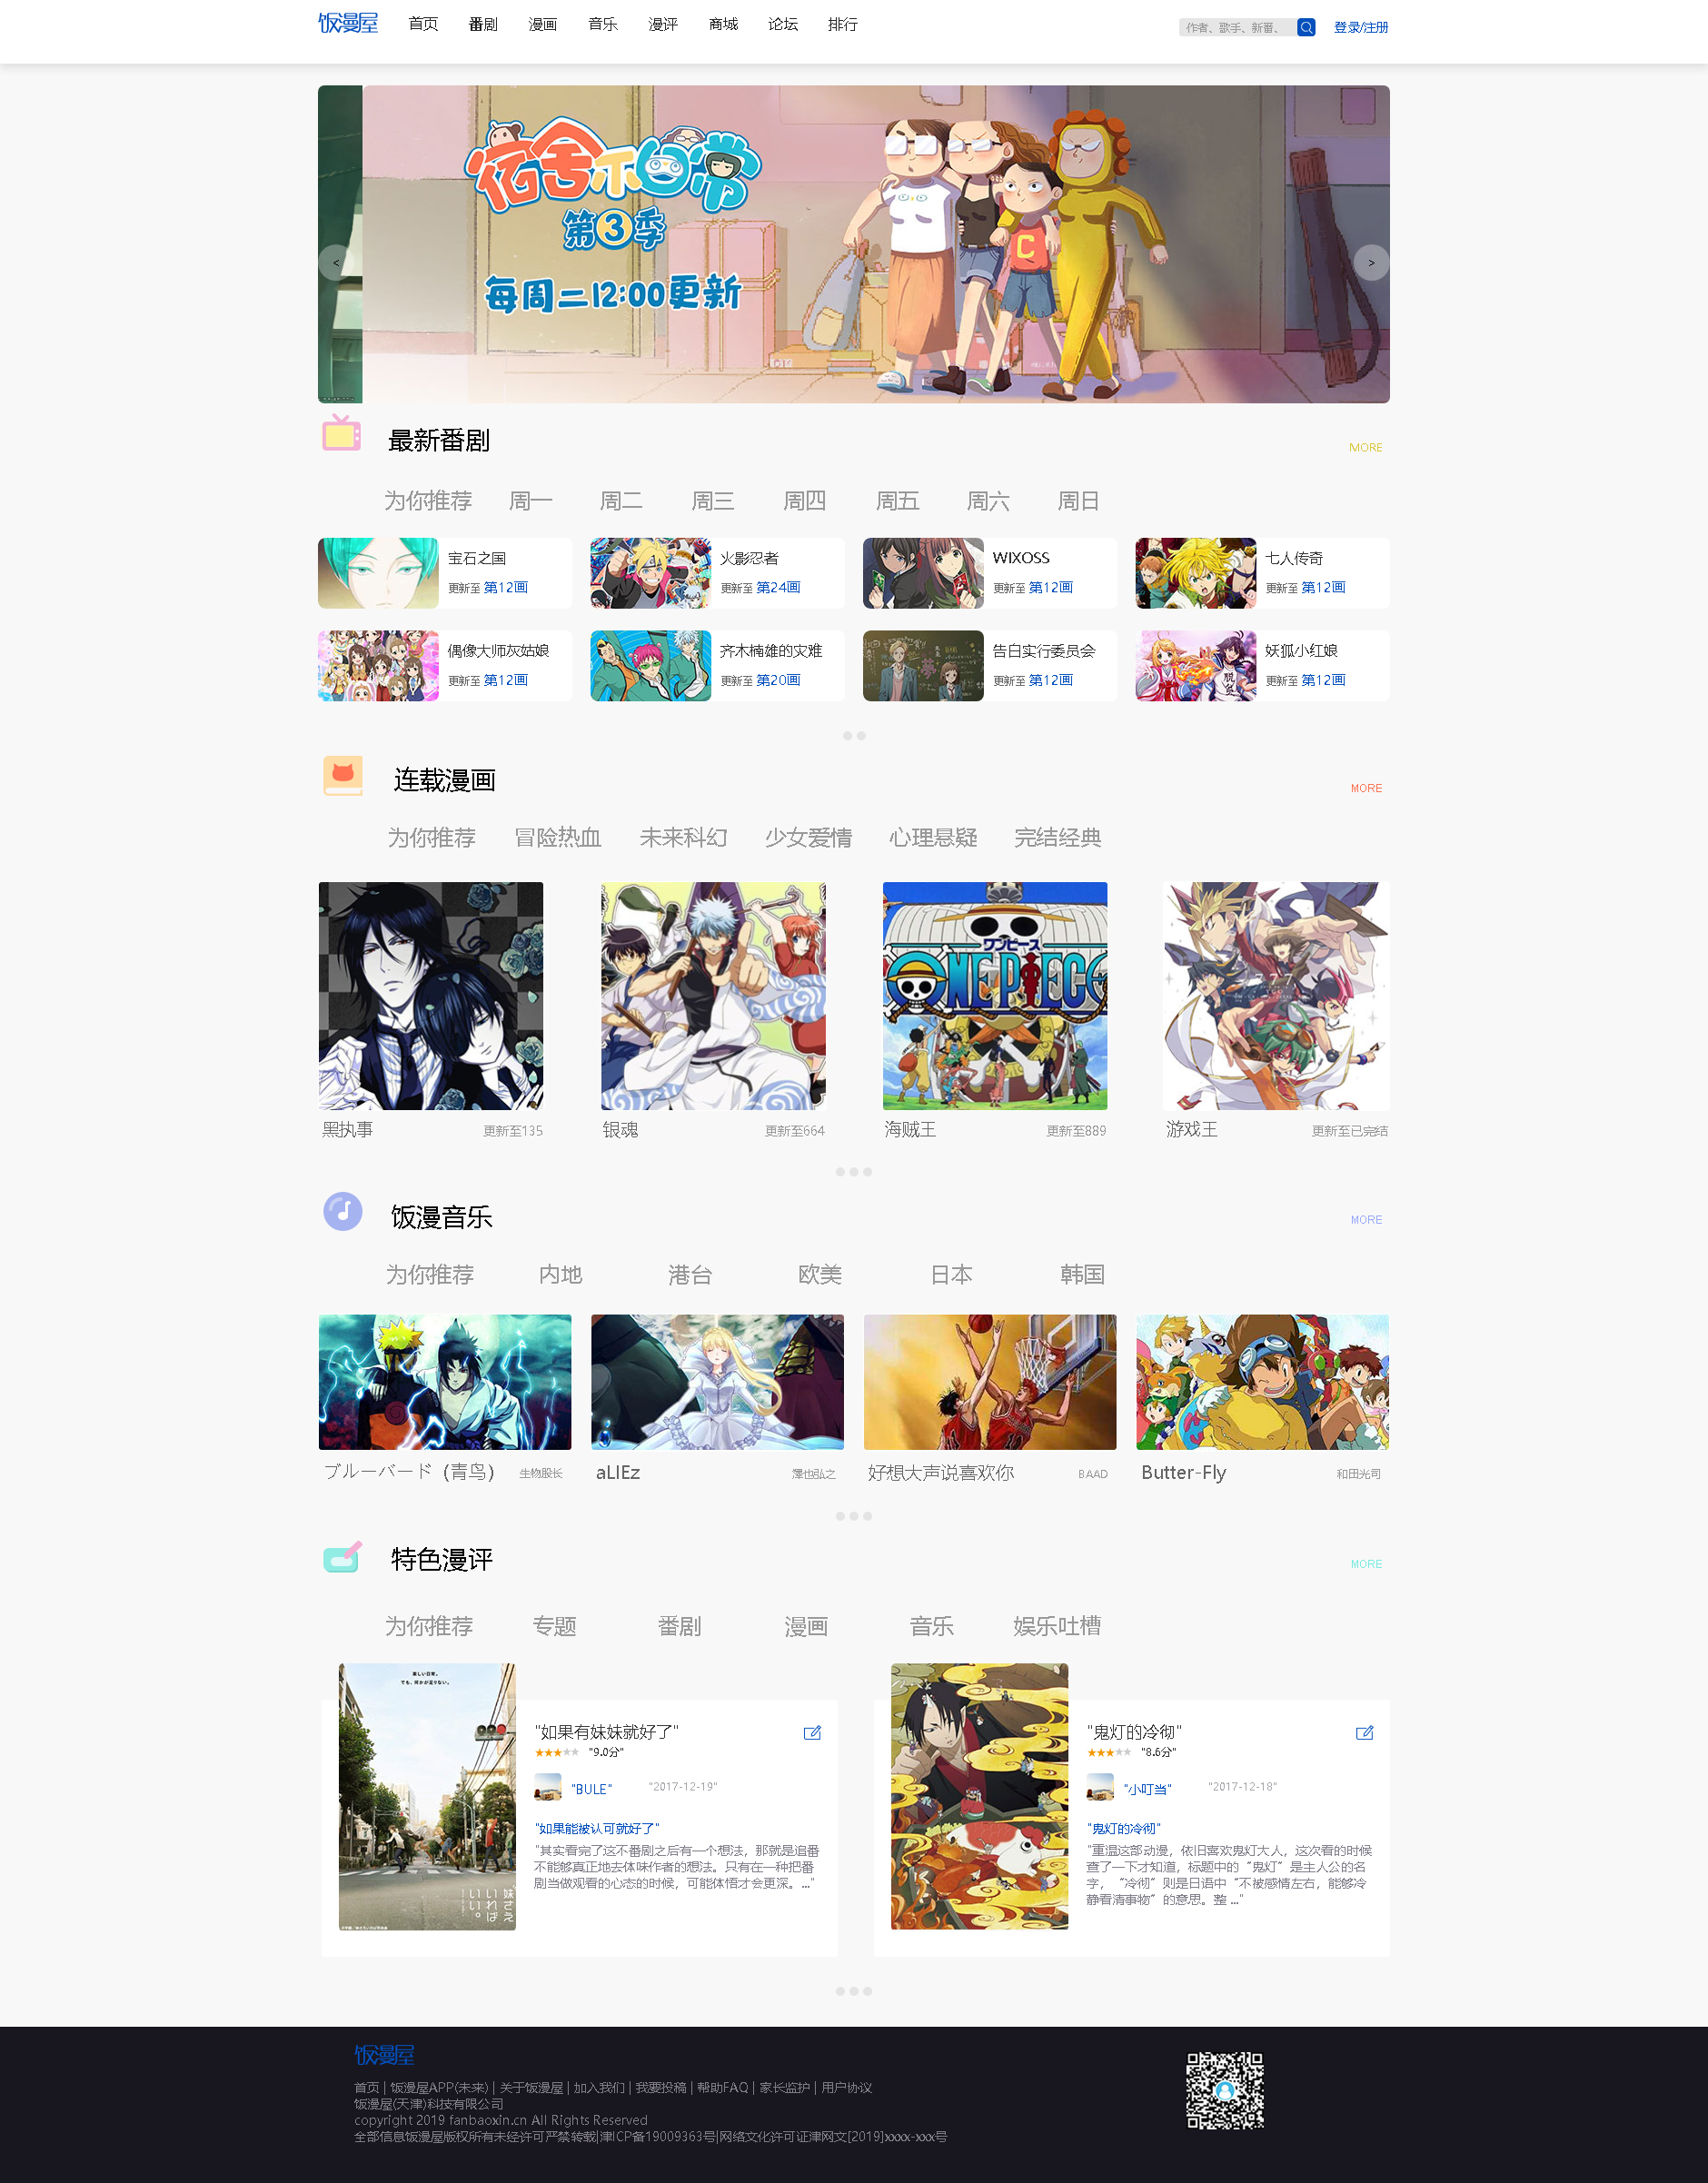 饭漫屋 首页 番剧 漫画 音乐 漫评 商城 论坛 排行 作者、歌手、新番、 登录/注册
宿舍不日常
第3季
每周二12:00更新
< >
最新番剧 MORE
为你推荐 周一 周二 周三 周四 周五 周六 周日
宝石之国 火影忍者 WIXOSS 七人传奇
更新至 第12画 更新至 第24画 更新至 第12画 更新至 第12画
偶像大师灰姑娘 齐木楠雄的灾难 告白实行委员会 妖狐小红娘
更新至 第12画 更新至 第20画 更新至 第12画 更新至 第12画
连载漫画 MORE
为你推荐 冒险热血 未来科幻 少女爱情 心理悬疑 完结经典
ワンピース
ONE PIECE
黑执事 更新至135 银魂 更新至664 海贼王 更新至889 游戏王 更新至已完结
饭漫音乐 MORE
为你推荐 内地 港台 欧美 日本 韩国
ブルーバード（青鸟） 生物股长 aLIEz 澤也弘之 好想大声说喜欢你 BAAD Butter-Fly 和田光司
特色漫评 MORE
为你推荐 专题 番剧 漫画 音乐 娱乐吐槽
楽しい日常。
でも、何かが足りない。
妹さえ
いれば
いい。
"如果有妹妹就好了"
★★★★★ "9.0分"
"BULE" "2017-12-19"
"如果能被认可就好了"
"其实看完了这不番剧之后有一个想法，那就是追番
不能够真正地去体味作者的想法。只有在一种把番
剧当做观看的心态的时候，可能体悟才会更深。..."
"鬼灯的冷彻"
★★★★★ "8.6分"
"小叮当" "2017-12-18"
"鬼灯的冷彻"
"重温这部动漫，依旧喜欢鬼灯大人，这次看的时候
查了一下才知道，标题中的“鬼灯”是主人公的名
字，“冷彻”则是日语中“不被感情左右，能够冷
静看清事物”的意思。整 ..."
饭漫屋
首页 | 饭漫屋APP(未来) | 关于饭漫屋 | 加入我们 | 我要投稿 | 帮助FAQ | 家长监护 | 用户协议
饭漫屋(天津)科技有限公司
copyright 2019 fanbaoxin.cn All Rights Reserved
全部信息饭漫屋版权所有未经许可严禁转载|津ICP备19009363号|网络文化许可证津网文[2019]xxxx-xxx号